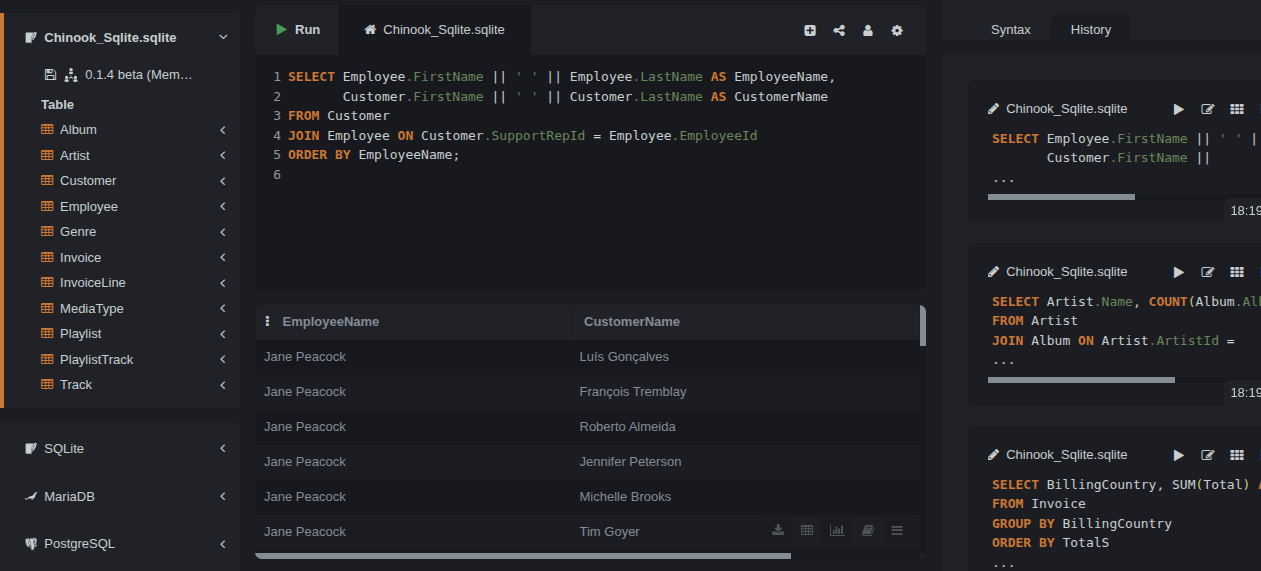 Chinook_Sqlite.sqlite
0.1.4 beta (Mem…
Table
Album
Artist
Customer
Employee
Genre
Invoice
InvoiceLine
MediaType
Playlist
PlaylistTrack
Track
SQLite
MariaDB
PostgreSQL
Run
Chinook_Sqlite.sqlite
1 SELECT Employee.FirstName || ' ' || Employee.LastName AS EmployeeName,
2        Customer.FirstName || ' ' || Customer.LastName AS CustomerName
3 FROM Customer
4 JOIN Employee ON Customer.SupportRepId = Employee.EmployeeId
5 ORDER BY EmployeeName;
6
EmployeeName CustomerName
Jane Peacock Luís Gonçalves
Jane Peacock François Tremblay
Jane Peacock Roberto Almeida
Jane Peacock Jennifer Peterson
Jane Peacock Michelle Brooks
Jane Peacock Tim Goyer
Syntax History
Chinook_Sqlite.sqlite
SELECT Employee.FirstName || ' ' |
       Customer.FirstName ||
...
18:19
Chinook_Sqlite.sqlite
SELECT Artist.Name, COUNT(Album.Alb
FROM Artist
JOIN Album ON Artist.ArtistId =
...
18:19
Chinook_Sqlite.sqlite
SELECT BillingCountry, SUM(Total) A
FROM Invoice
GROUP BY BillingCountry
ORDER BY TotalS
...